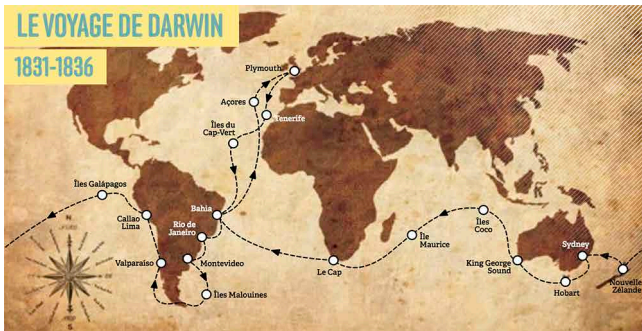 LE VOYAGE DE DARWIN
1831-1836
Plymouth
Açores
Tenerife
Îles du
Cap-Vert
Îles Galápagos
Callao
Lima
Bahia
Rio de
Janeiro
Valparaíso
Montevideo
Îles Malouines
Le Cap
Île
Maurice
Îles
Coco
King George
Sound
Sydney
Hobart
Nouvelle
Zélande
N